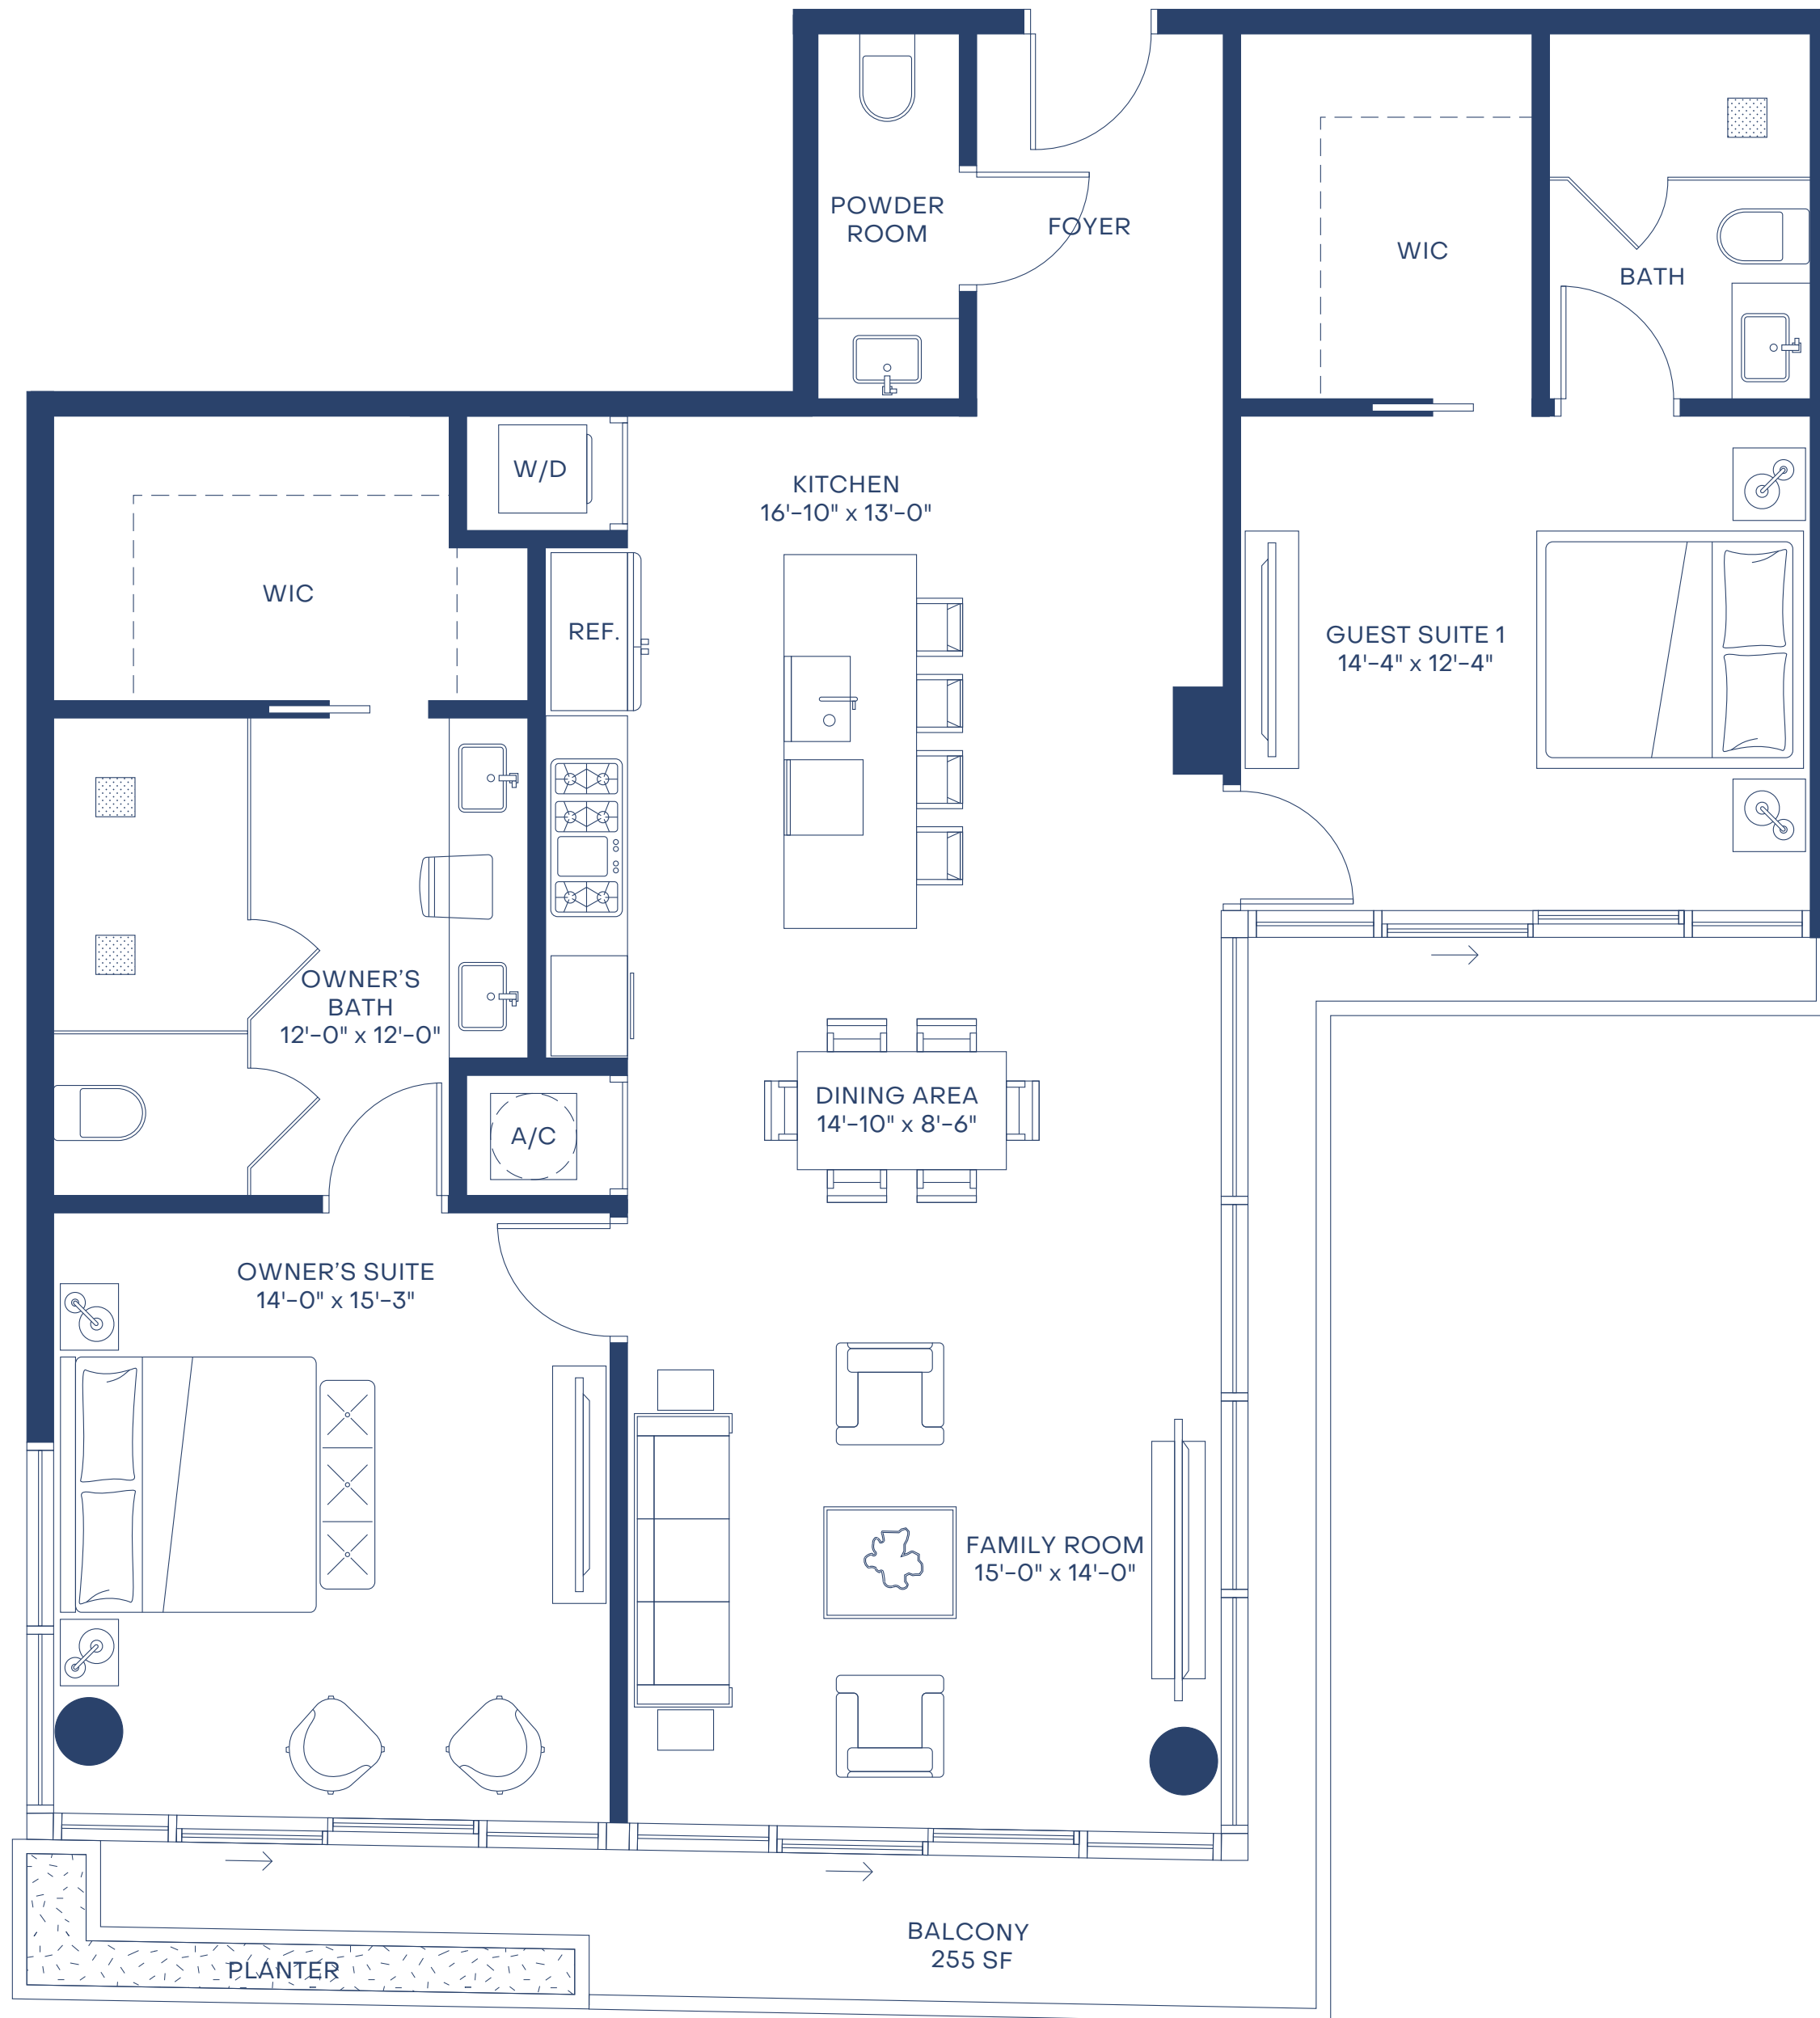 POWDER
ROOM
FOYER
WIC
BATH
W/D
KITCHEN
16'-10" x 13'-0"
WIC
REF.
GUEST SUITE 1
14'-4" x 12'-4"
OWNER'S
BATH
12'-0" x 12'-0"
DINING AREA
14'-10" x 8'-6"
A/C
OWNER'S SUITE
14'-0" x 15'-3"
FAMILY ROOM
15'-0" x 14'-0"
BALCONY
255 SF
PLANTER